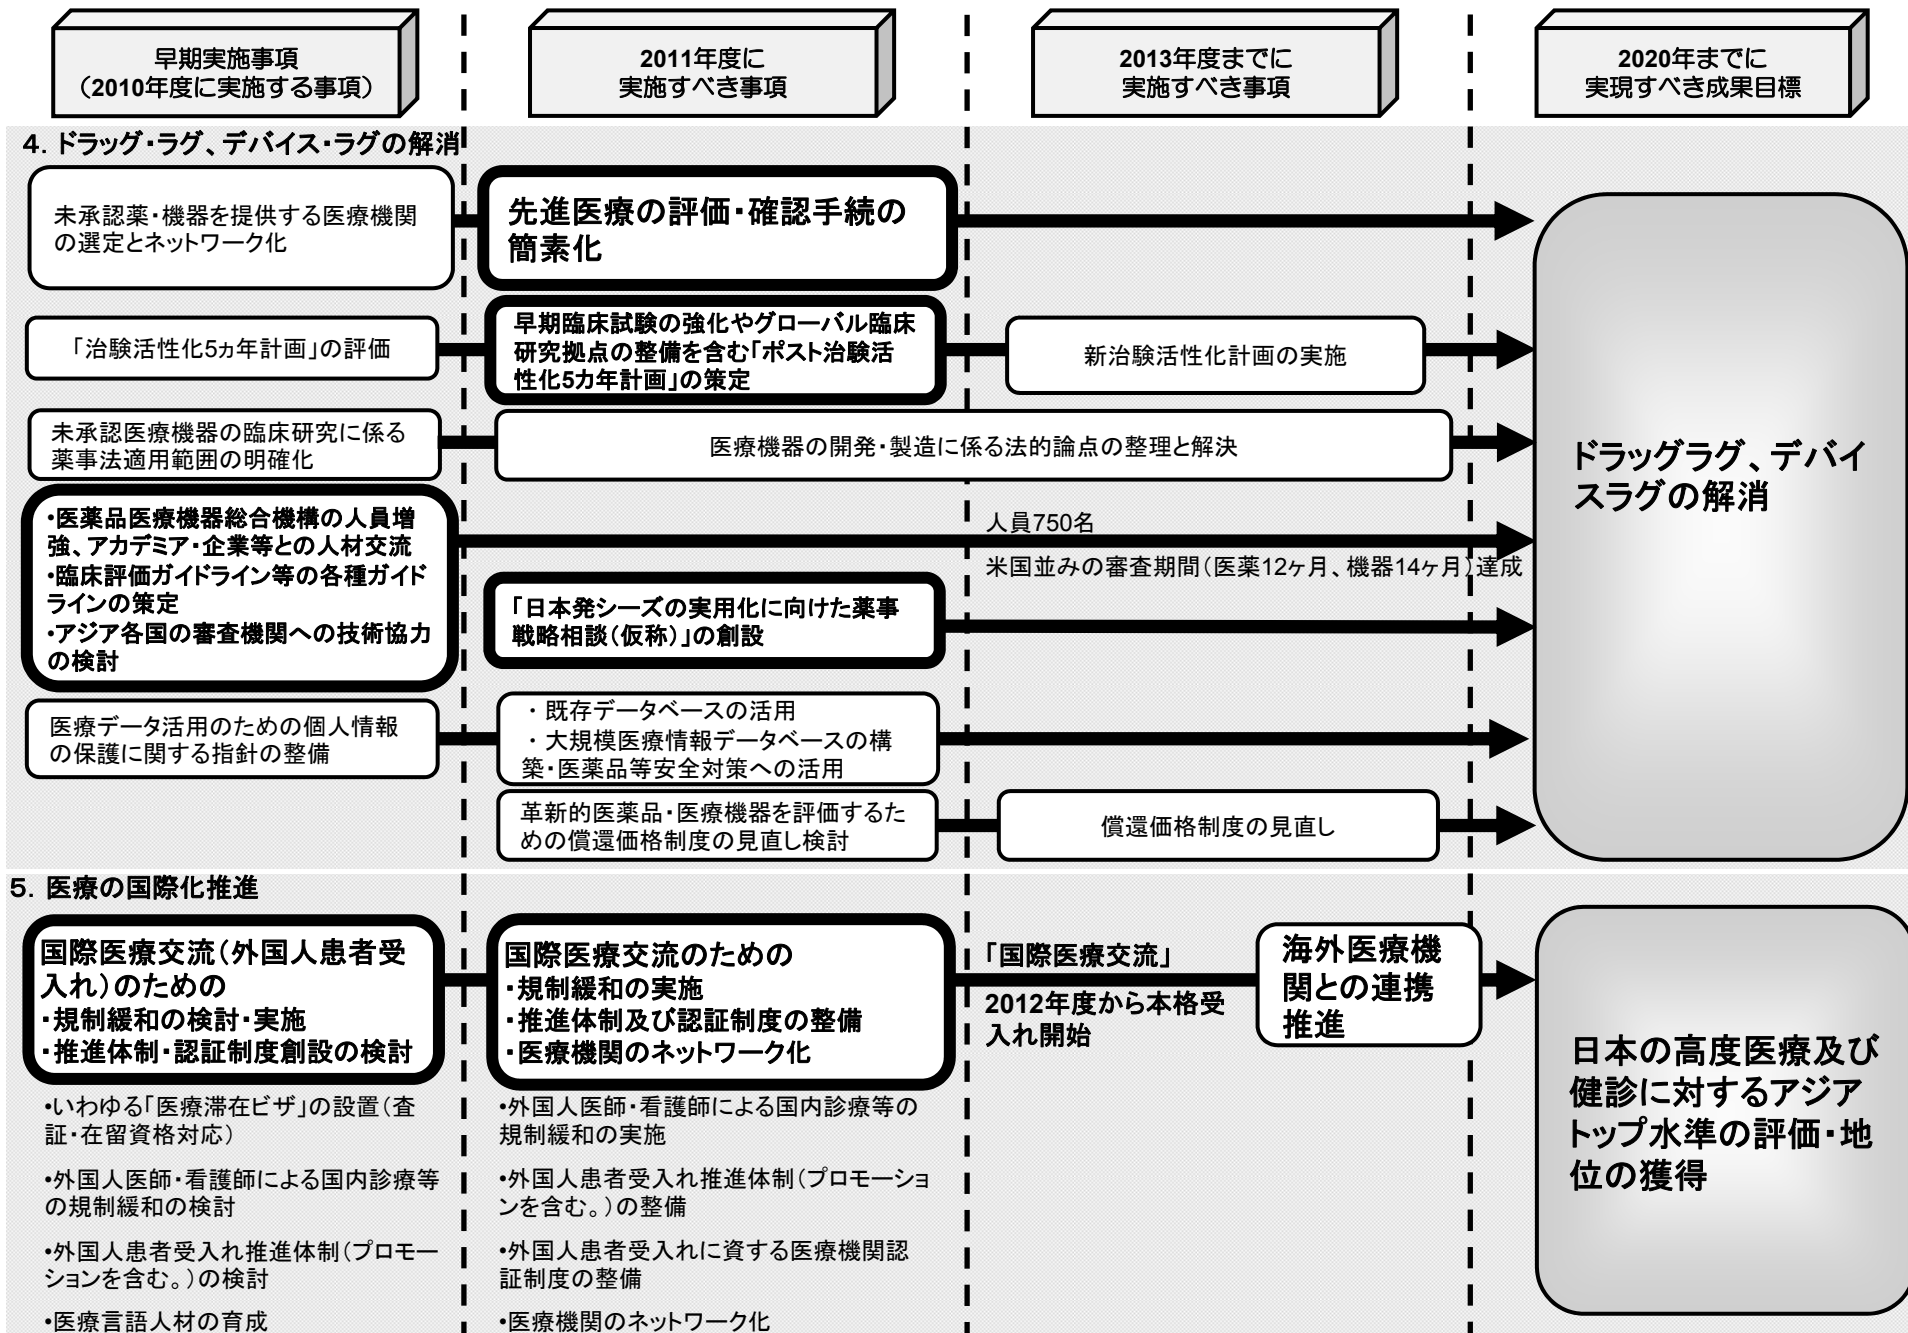 早期実施事項
（2010年度に実施する事項）
2011年度に
実施すべき事項
2013年度までに
実施すべき事項
2020年までに
実現すべき成果目標
４．ドラッグ・ラグ、デバイス・ラグの解消
未承認薬・機器を提供する医療機関
の選定とネットワーク化
先進医療の評価・確認手続の
簡素化
「治験活性化5ヵ年計画」の評価
早期臨床試験の強化やグローバル臨床
研究拠点の整備を含む「ポスト治験活
性化5カ年計画」の策定
新治験活性化計画の実施
未承認医療機器の臨床研究に係る
薬事法適用範囲の明確化
医療機器の開発・製造に係る法的論点の整理と解決
・医薬品医療機器総合機構の人員増
強、アカデミア・企業等との人材交流
・臨床評価ガイドライン等の各種ガイド
ラインの策定
・アジア各国の審査機関への技術協力
の検討
人員750名
米国並みの審査期間（医薬12ヶ月、機器14ヶ月）達成
「日本発シーズの実用化に向けた薬事
戦略相談（仮称）」の創設
医療データ活用のための個人情報
の保護に関する指針の整備
・既存データベースの活用
・大規模医療情報データベースの構
築・医薬品等安全対策への活用
革新的医薬品・医療機器を評価するた
めの償還価格制度の見直し検討
償還価格制度の見直し
ドラッグラグ、デバイ
スラグの解消
５．医療の国際化推進
国際医療交流（外国人患者受
入れ）のための
・規制緩和の検討・実施
・推進体制・認証制度創設の検討
国際医療交流のための
・規制緩和の実施
・推進体制及び認証制度の整備
・医療機関のネットワーク化
「国際医療交流」
2012年度から本格受
入れ開始
海外医療機
関との連携
推進
日本の高度医療及び
健診に対するアジア
トップ水準の評価・地
位の獲得
•いわゆる「医療滞在ビザ」の設置（査
証・在留資格対応）
•外国人医師・看護師による国内診療等
の規制緩和の検討
•外国人患者受入れ推進体制（プロモー
ションを含む。）の検討
•医療言語人材の育成
•外国人医師・看護師による国内診療等の
規制緩和の実施
•外国人患者受入れ推進体制（プロモーショ
ンを含む。）の整備
•外国人患者受入れに資する医療機関認
証制度の整備
•医療機関のネットワーク化